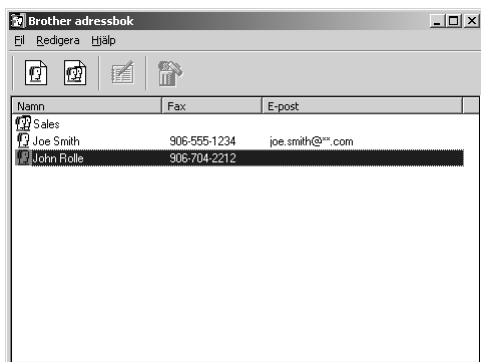 Brother adressbok
Fil Redigera Hjälp
Namn Fax E-post
Sales
Joe Smith 906-555-1234 joe.smith@**.com
John Rolle 906-704-2212